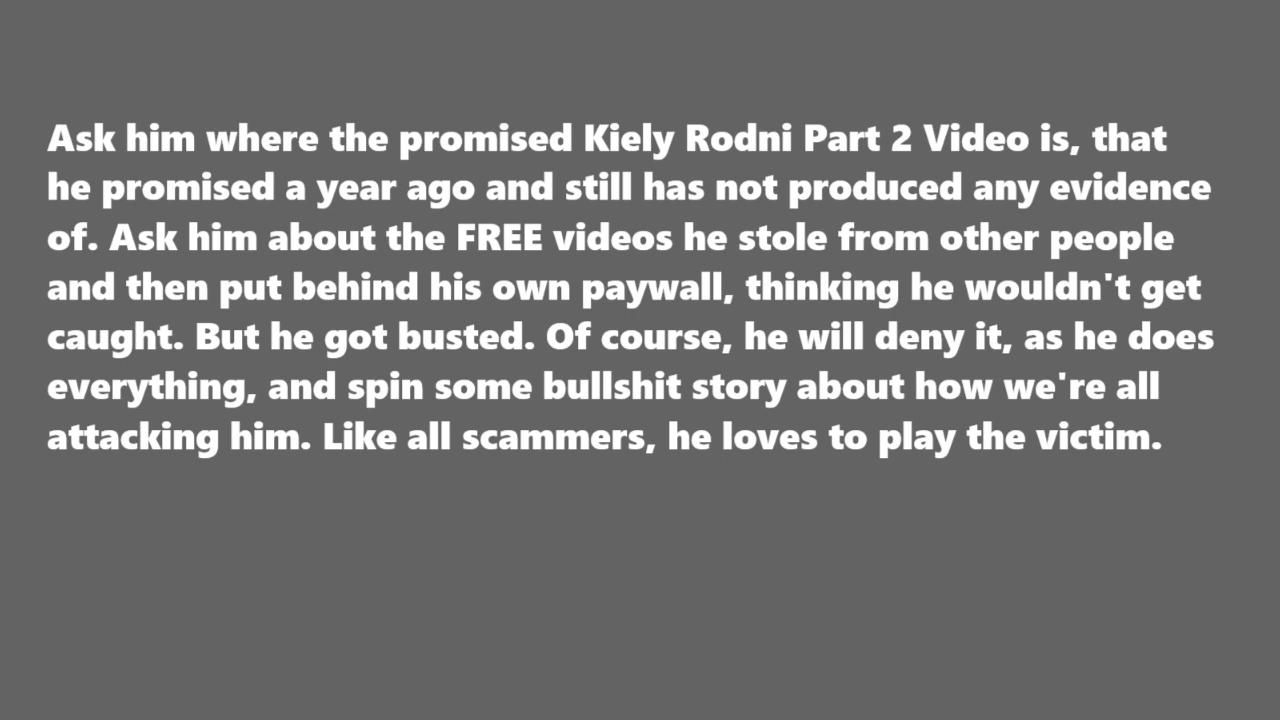 Ask him where the promised Kiely Rodni Part 2 Video is, that
he promised a year ago and still has not produced any evidence
of. Ask him about the FREE videos he stole from other people
and then put behind his own paywall, thinking he wouldn't get
caught. But he got busted. Of course, he will deny it, as he does
everything, and spin some bullshit story about how we're all
attacking him. Like all scammers, he loves to play the victim.